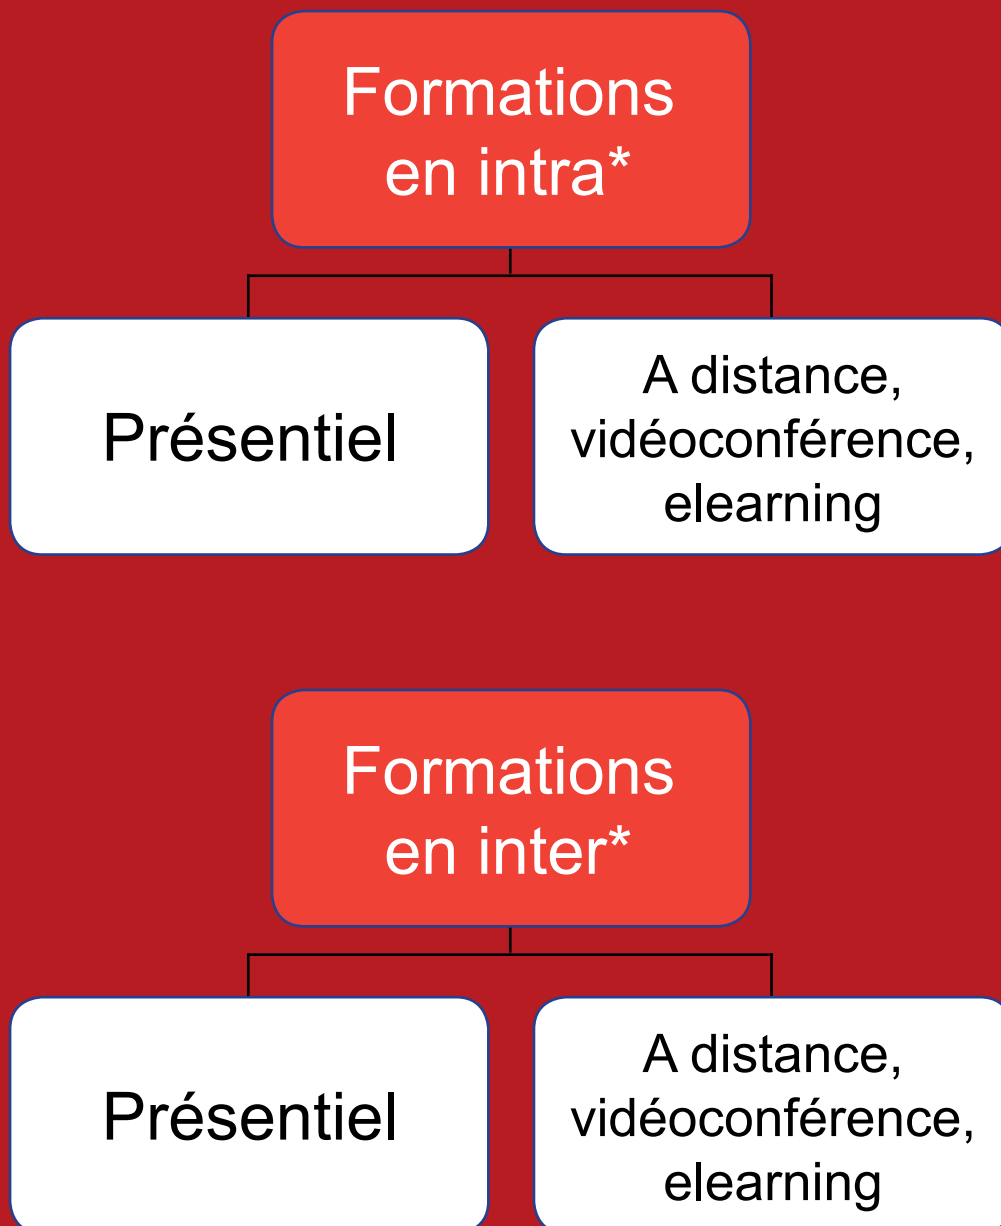 Formations
en intra*
Présentiel
A distance,
vidéoconférence,
elearning
Formations
en inter*
Présentiel
A distance,
vidéoconférence,
elearning